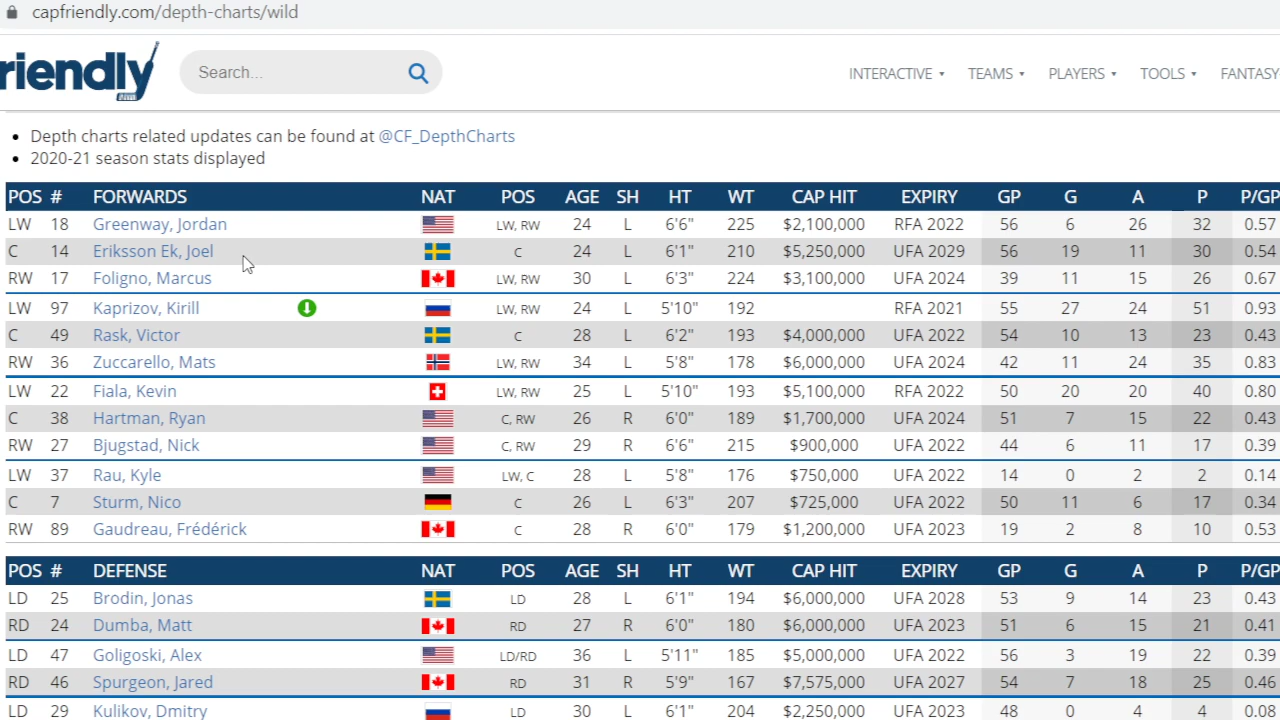 capfriendly.com/depth-charts/wild
riendly Search... INTERACTIVE TEAMS PLAYERS TOOLS FANTASY
Depth charts related updates can be found at @CF_DepthCharts
2020-21 season stats displayed
POS # FORWARDS NAT POS AGE SH HT WT CAP HIT EXPIRY GP G A P P/GP
LW 18 Greenway, Jordan LW, RW 24 L 6'6" 225 $2,100,000 RFA 2022 56 6 26 32 0.57
C 14 Eriksson Ek, Joel C 24 L 6'1" 210 $5,250,000 UFA 2029 56 19 11 30 0.54
RW 17 Foligno, Marcus LW, RW 30 L 6'3" 224 $3,100,000 UFA 2024 39 11 15 26 0.67
LW 97 Kaprizov, Kirill LW, RW 24 L 5'10" 192 RFA 2021 55 27 24 51 0.93
C 49 Rask, Victor C 28 L 6'2" 193 $4,000,000 UFA 2022 54 10 13 23 0.43
RW 36 Zuccarello, Mats LW, RW 34 L 5'8" 178 $6,000,000 UFA 2024 42 11 24 35 0.83
LW 22 Fiala, Kevin LW, RW 25 L 5'10" 193 $5,100,000 RFA 2022 50 20 20 40 0.80
C 38 Hartman, Ryan C, RW 26 R 6'0" 189 $1,700,000 UFA 2024 51 7 15 22 0.43
RW 27 Bjugstad, Nick C, RW 29 R 6'6" 215 $900,000 UFA 2022 44 6 11 17 0.39
LW 37 Rau, Kyle LW, C 28 L 5'8" 176 $750,000 UFA 2022 14 0 2 2 0.14
C 7 Sturm, Nico C 26 L 6'3" 207 $725,000 UFA 2022 50 11 6 17 0.34
RW 89 Gaudreau, Frédérick C 28 R 6'0" 179 $1,200,000 UFA 2023 19 2 8 10 0.53
POS # DEFENSE NAT POS AGE SH HT WT CAP HIT EXPIRY GP G A P P/GP
LD 25 Brodin, Jonas LD 28 L 6'1" 194 $6,000,000 UFA 2028 53 9 14 23 0.43
RD 24 Dumba, Matt RD 27 R 6'0" 180 $6,000,000 UFA 2023 51 6 15 21 0.41
LD 47 Goligoski, Alex LD/RD 36 L 5'11" 185 $5,000,000 UFA 2022 56 3 19 22 0.39
RD 46 Spurgeon, Jared RD 31 R 5'9" 167 $7,575,000 UFA 2027 54 7 18 25 0.46
LD 29 Kulikov, Dmitry LD 30 L 6'1" 204 $2,250,000 UFA 2023 48 0 4 4 0.08